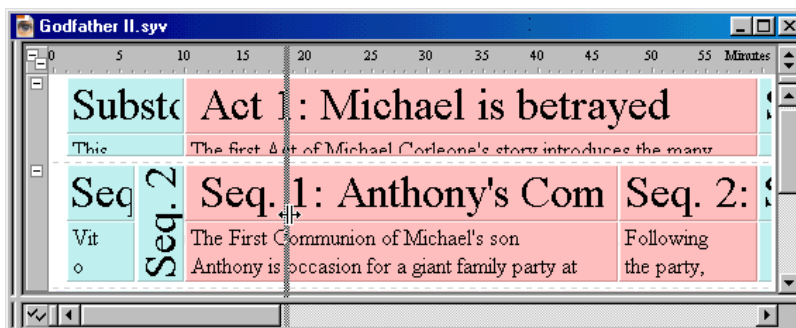 Godfather II.syv
0 5 10 15 20 25 30 35 40 45 50 55 Minutes
Substo Act 1: Michael is betrayed
This The first Act of Michael Corleone's story introduces the many
Seq Seq. 2 Seq. 1: Anthony's Com Seq. 2:
Vit The First Communion of Michael's son Following
o Anthony is occasion for a giant family party at the party,